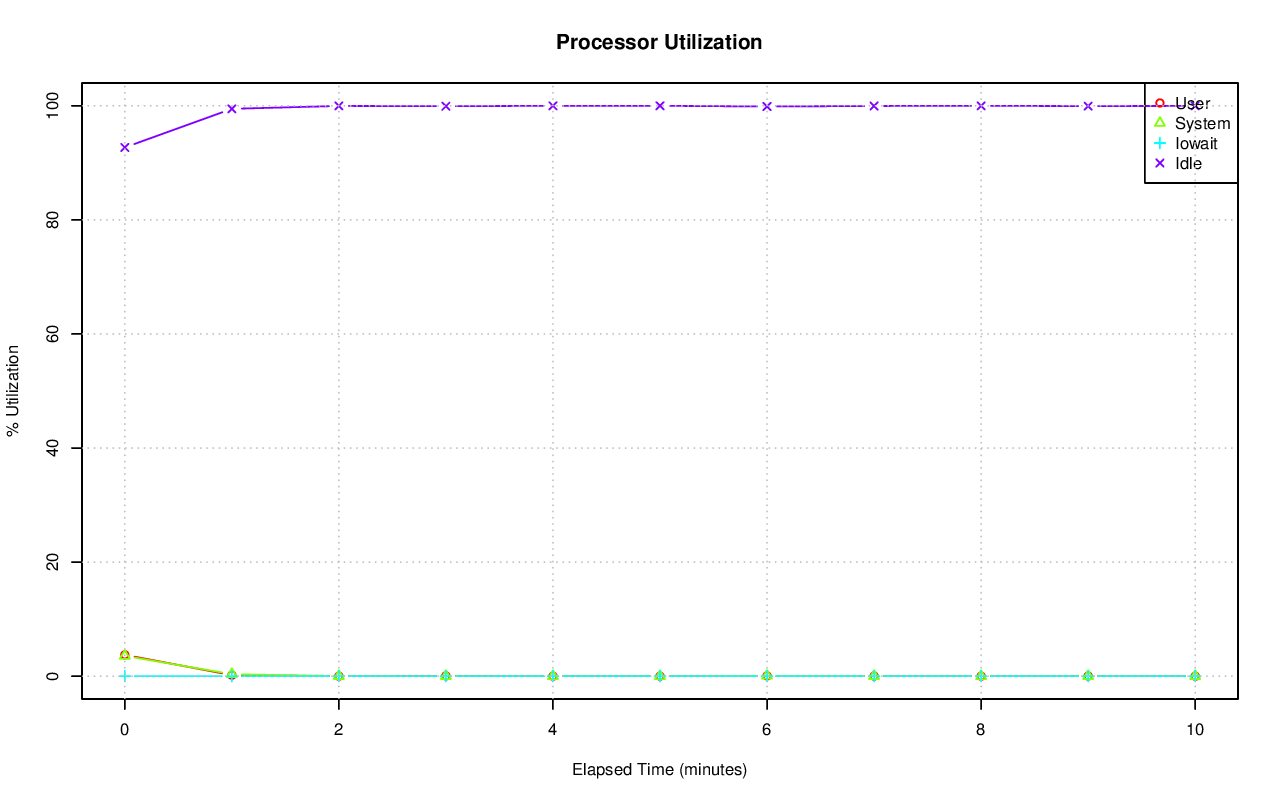 Processor Utilization
100
80
60
40
20
0
% Utilization
User
System
Iowait
Idle
0 2 4 6 8 10
Elapsed Time (minutes)